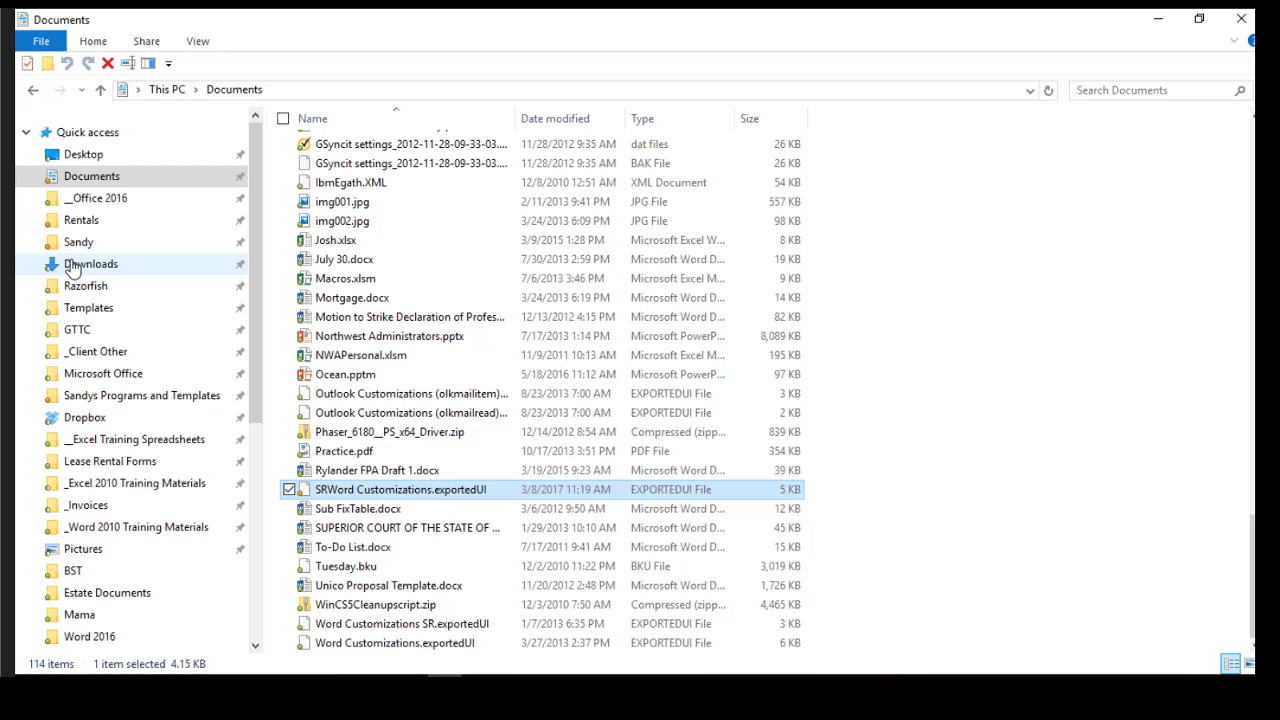 Documents
File Home Share View
This PC Documents Search Documents
Name Date modified Type Size
Quick access
Desktop
Documents
__Office 2016
Rentals
Sandy
Downloads
Razorfish
Templates
GTTC
_Client Other
Microsoft Office
Sandys Programs and Templates
Dropbox
__Excel Training Spreadsheets
Lease Rental Forms
_Excel 2010 Training Materials
_Invoices
_Word 2010 Training Materials
Pictures
BST
Estate Documents
Mama
Word 2016
GSyncit settings_2012-11-28-09-33-03.... 11/28/2012 9:35 AM dat files 26 KB
GSyncit settings_2012-11-28-09-33-03.... 11/28/2012 9:35 AM BAK File 26 KB
IbmEgath.XML 12/8/2010 12:51 AM XML Document 54 KB
img001.jpg 2/11/2013 9:41 PM JPG File 557 KB
img002.jpg 3/24/2013 6:09 PM JPG File 98 KB
Josh.xlsx 3/9/2015 1:28 PM Microsoft Excel W... 8 KB
July 30.docx 7/30/2013 2:59 PM Microsoft Word D... 19 KB
Macros.xlsm 7/6/2013 3:46 PM Microsoft Excel M... 12 KB
Mortgage.docx 3/24/2013 6:19 PM Microsoft Word D... 14 KB
Motion to Strike Declaration of Profes... 12/13/2012 4:15 PM Microsoft Word D... 82 KB
Northwest Administrators.pptx 7/17/2013 1:14 PM Microsoft PowerP... 8,089 KB
NWAPersonal.xlsm 11/9/2011 10:13 AM Microsoft Excel M... 195 KB
Ocean.pptm 5/18/2016 11:12 AM Microsoft PowerP... 97 KB
Outlook Customizations (olkmailitem)... 8/23/2013 7:00 AM EXPORTEDUI File 3 KB
Outlook Customizations (olkmailread)... 8/23/2013 7:00 AM EXPORTEDUI File 2 KB
Phaser_6180__PS_x64_Driver.zip 12/14/2012 8:54 AM Compressed (zipp... 839 KB
Practice.pdf 10/17/2013 3:51 PM PDF File 354 KB
Rylander FPA Draft 1.docx 3/19/2015 9:23 AM Microsoft Word D... 39 KB
SRWord Customizations.exportedUI 3/8/2017 11:19 AM EXPORTEDUI File 5 KB
Sub FixTable.docx 3/6/2012 9:50 AM Microsoft Word D... 12 KB
SUPERIOR COURT OF THE STATE OF ... 1/29/2013 10:10 AM Microsoft Word D... 45 KB
To-Do List.docx 7/17/2011 9:41 AM Microsoft Word D... 15 KB
Tuesday.bku 12/2/2010 11:22 PM BKU File 3,019 KB
Unico Proposal Template.docx 11/20/2012 2:48 PM Microsoft Word D... 1,726 KB
WinCS5Cleanupscript.zip 12/3/2010 7:50 AM Compressed (zipp... 4,465 KB
Word Customizations SR.exportedUI 1/7/2013 6:35 PM EXPORTEDUI File 3 KB
Word Customizations.exportedUI 3/27/2013 2:37 PM EXPORTEDUI File 6 KB
114 items 1 item selected 4.15 KB